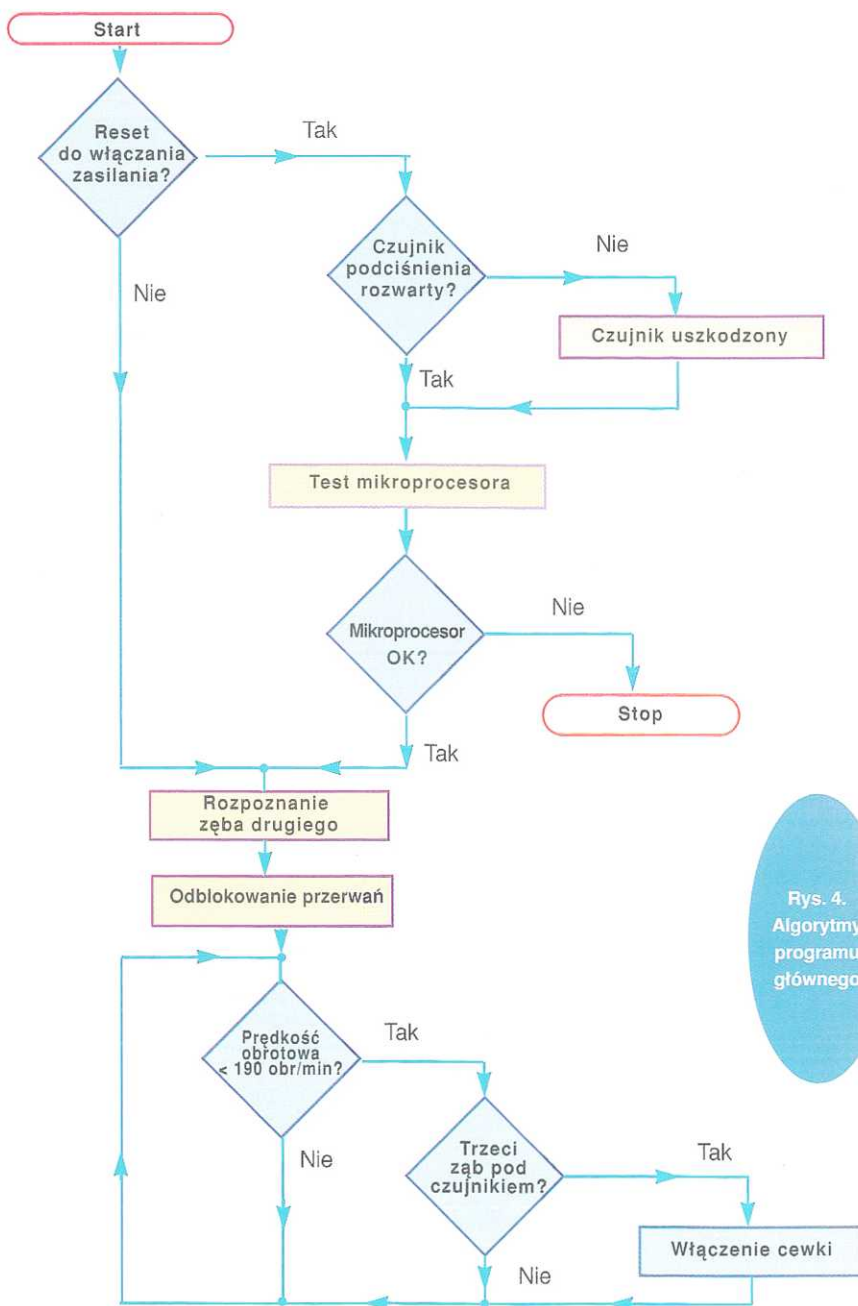 Start
Reset
do włączania
zasilania?
Tak
Nie
Czujnik
podciśnienia
rozwarty?
Nie
Czujnik uszkodzony
Tak
Test mikroprocesora
Mikroprocesor
OK?
Nie
Stop
Tak
Rozpoznanie
zęba drugiego
Odblokowanie przerwań
Rys. 4.
Algorytmy
programu
głównego
Prędkość
obrotowa
< 190 obr/min?
Tak
Nie
Trzeci
ząb pod
czujnikiem?
Tak
Włączenie cewki
Nie